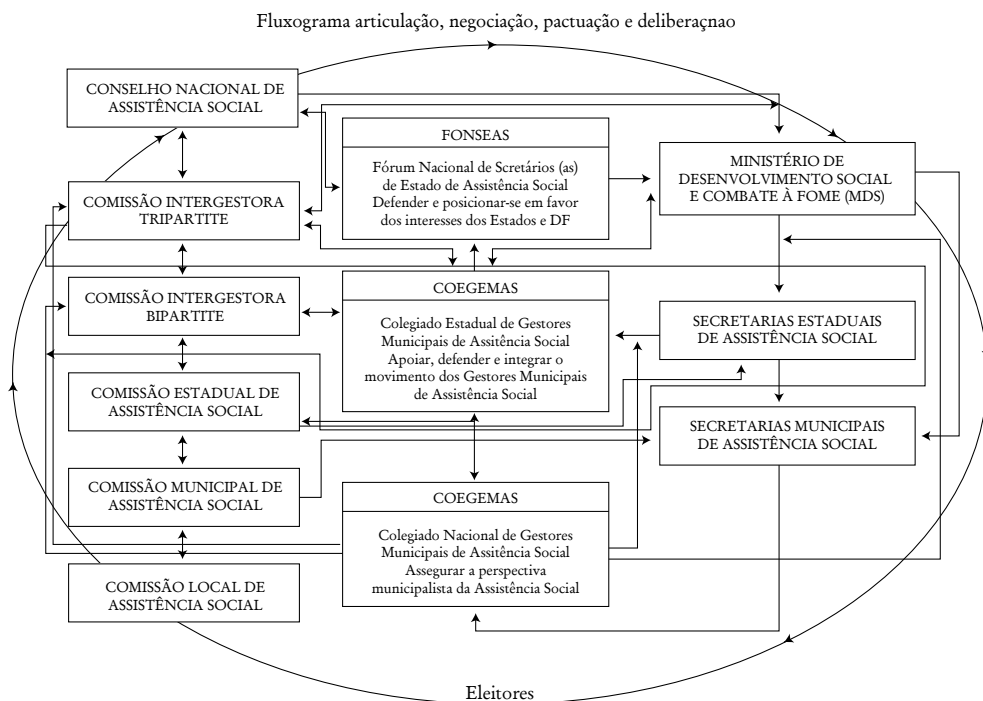 Fluxograma articulação, negociação, pactuação e deliberaçnao
CONSELHO NACIONAL DE
ASSISTÊNCIA SOCIAL
COMISSÃO INTERGESTORA
TRIPARTITE
COMISSÃO INTERGESTORA
BIPARTITE
COMISSÃO ESTADUAL DE
ASSISTÊNCIA SOCIAL
COMISSÃO MUNICIPAL DE
ASSISTÊNCIA SOCIAL
COMISSÃO LOCAL DE
ASSISTÊNCIA SOCIAL
FONSEAS
Fórum Nacional de Scretários (as)
de Estado de Assistência Social
Defender e posicionar-se em favor
dos interesses dos Estados e DF
COEGEMAS
Colegiado Estadual de Gestores
Municipais de Assitência Social
Apoiar, defender e integrar o
movimento dos Gestores Municipais
de Assistência Social
COEGEMAS
Colegiado Nacional de Gestores
Municipais de Assitência Social
Assegurar a perspectiva
municipalista da Assistência Social
MINISTÉRIO DE
DESENVOLVIMENTO SOCIAL
E COMBATE À FOME (MDS)
SECRETARIAS ESTADUAIS
DE ASSISTÊNCIA SOCIAL
SECRETARIAS MUNICIPAIS
DE ASSISTÊNCIA SOCIAL
Eleitores